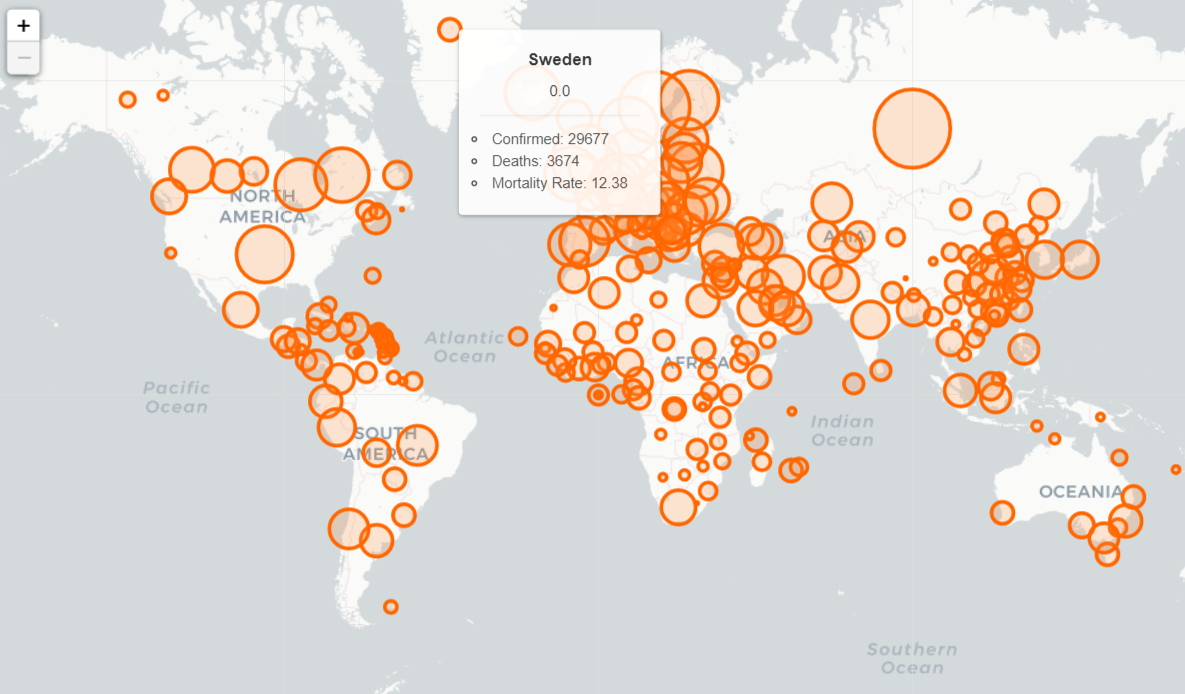 +
−
Sweden
0.0
Confirmed: 29677
Deaths: 3674
Mortality Rate: 12.38
NORTH
AMERICA
ASIA
Atlantic
Ocean
AFRICA
Pacific
Ocean
Indian
Ocean
SOUTH
AMERICA
OCEANIA
Southern
Ocean